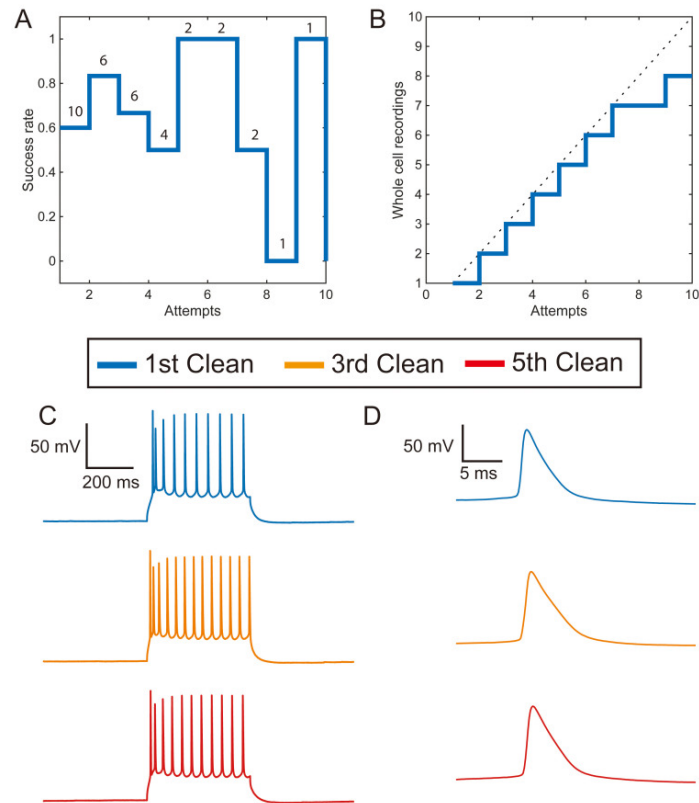 A
1
0.8
0.6
0.4
0.2
0
Success rate
10
6
6
4
2
2
2
1
1
2
4
6
8
10
Attempts
B
10
9
8
7
6
5
4
3
2
1
Whole cell recordings
0
2
4
6
8
10
Attempts
1st Clean
3rd Clean
5th Clean
C
50 mV
200 ms
D
50 mV
5 ms